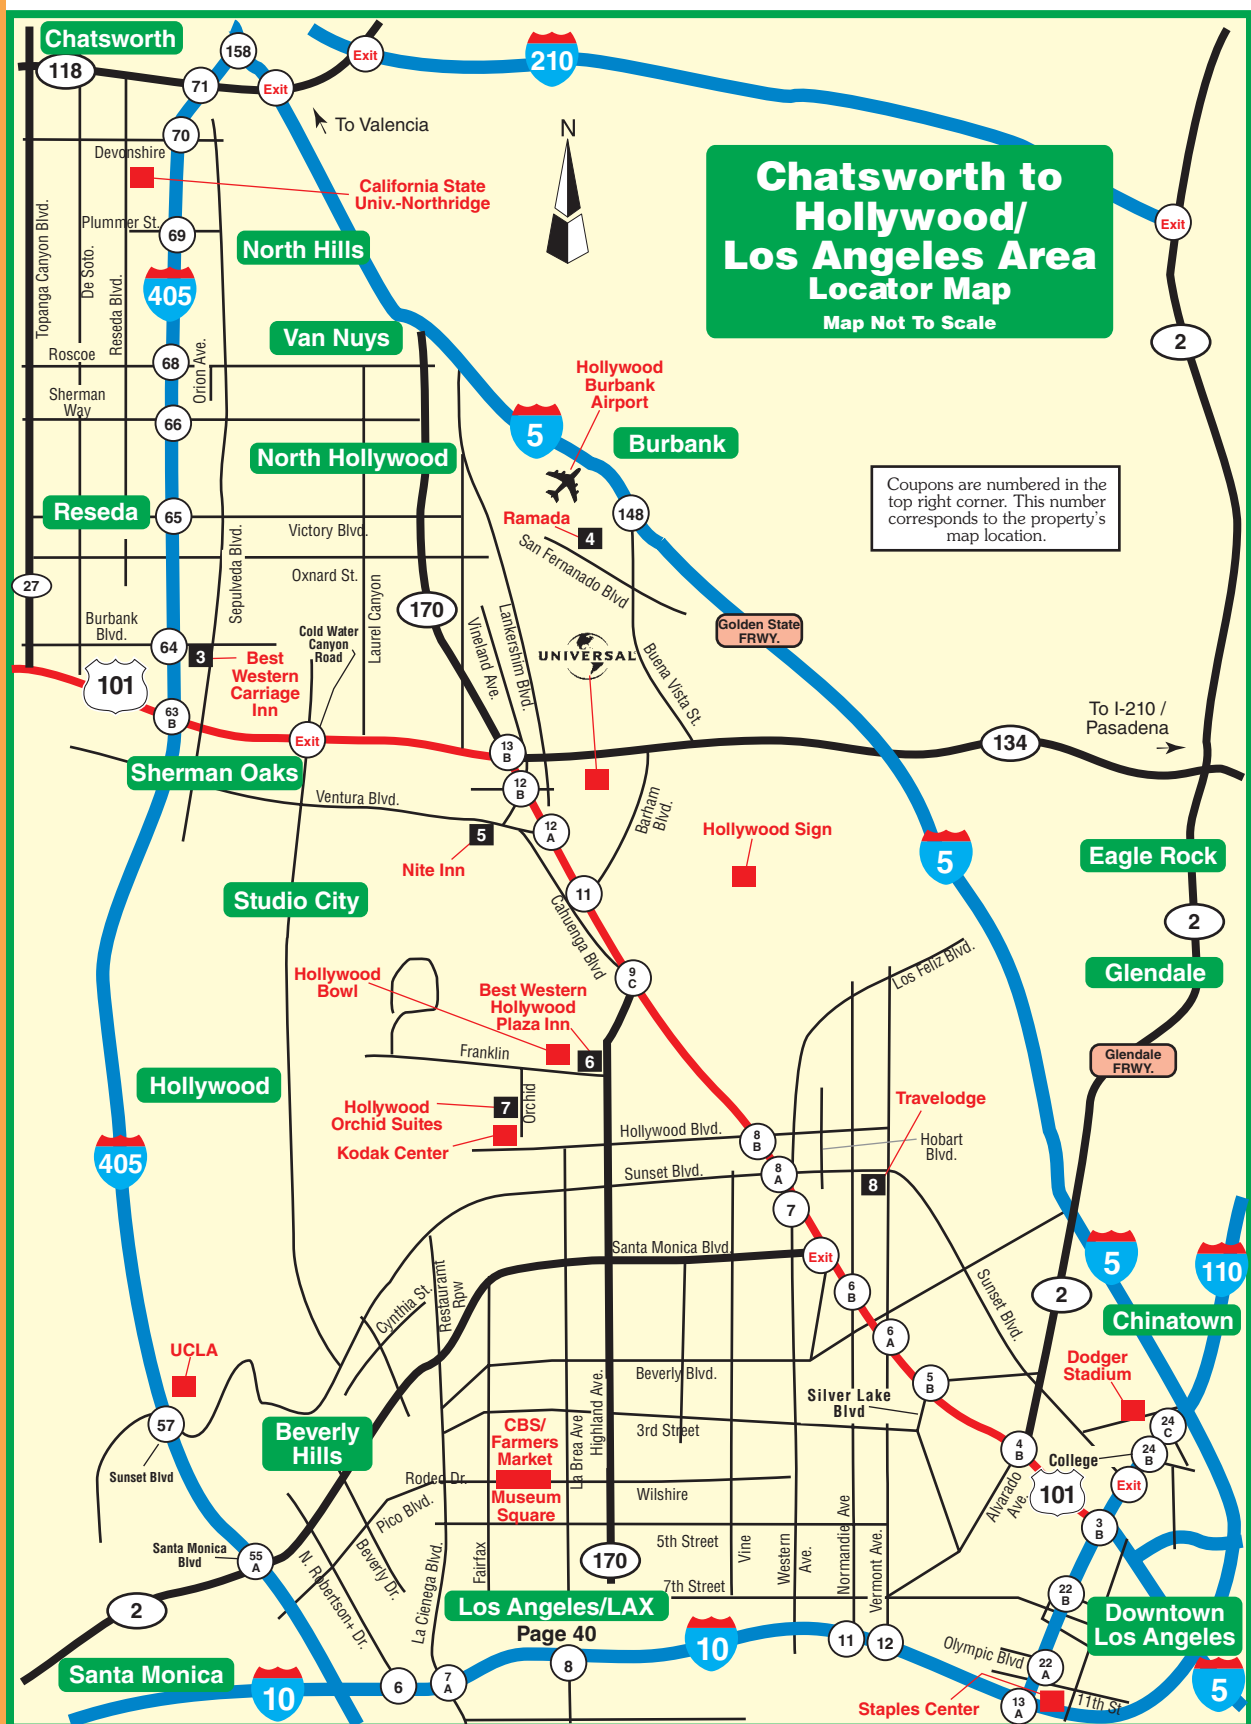 Chatsworth
118
158
71
Exit
Exit
210
To Valencia
N
70
Devonshire
California State
Univ.-Northridge
Chatsworth to
Hollywood/
Los Angeles Area
Locator Map
Map Not To Scale
Exit
Topanga Canyon Blvd.
De Soto.
Reseda Blvd.
Plummer St.
69
North Hills
405
Van Nuys
2
Roscoe
68
Orion Ave.
Sherman
Way
66
Hollywood
Burbank
Airport
5
Burbank
North Hollywood
Coupons are numbered in the
top right corner. This number
corresponds to the property's
map location.
Reseda
65
148
Victory Blvd.
Ramada
4
San Fernanado Blvd
Sepulveda Blvd.
Oxnard St.
27
Laurel Canyon
170
Burbank
Blvd.
Cold Water
Canyon
Road
Vineland Ave.
Lankershim Blvd.
UNIVERSAL
Buena Vista St.
Golden State
FRWY.
64
3
Best
Western
Carriage
Inn
101
63
B
Exit
13
B
134
To I-210 /
Pasadena
Sherman Oaks
12
B
Ventura Blvd.
5
Nite Inn
12
A
Barham
Blvd.
Hollywood Sign
5
Eagle Rock
11
Studio City
Cahuenga Blvd
2
Los Feliz Blvd.
Glendale
9
C
Hollywood
Bowl
Best Western
Hollywood
Plaza Inn
Franklin
6
Glendale
FRWY.
Hollywood
7
Orchid
Hollywood
Orchid Suites
Kodak Center
Travelodge
Hollywood Blvd.
8
B
Hobart
Blvd.
405
Sunset Blvd.
8
A
8
7
Santa Monica Blvd.
Exit
5
110
Restauramt
Rpw
Cynthia St.
6
B
Sunset Blvd.
2
Chinatown
6
A
UCLA
Dodger
Stadium
Beverly Blvd.
5
B
Silver Lake
Blvd
Highland Ave.
La Brea Ave
57
Sunset Blvd
Beverly
Hills
CBS/
Farmers
Market
3rd Street
24
C
4
B
College
24
B
Rodeo Dr.
Museum
Square
Wilshire
Alvarado
Ave.
101
Exit
Pico Blvd.
3
B
Santa Monica
Blvd
55
A
N. Robertson+ Dr.
Beverly Dr.
La Cienega Blvd.
Fairfax
5th Street
Vine
Western
Ave.
Normandie Ave
Vermont Ave.
170
7th Street
22
B
2
Los Angeles/LAX
Page 40
Downtown
Los Angeles
10
11
12
Olympic Blvd
22
A
Santa Monica
10
6
7
A
8
Staples Center
13
A
11th St
5